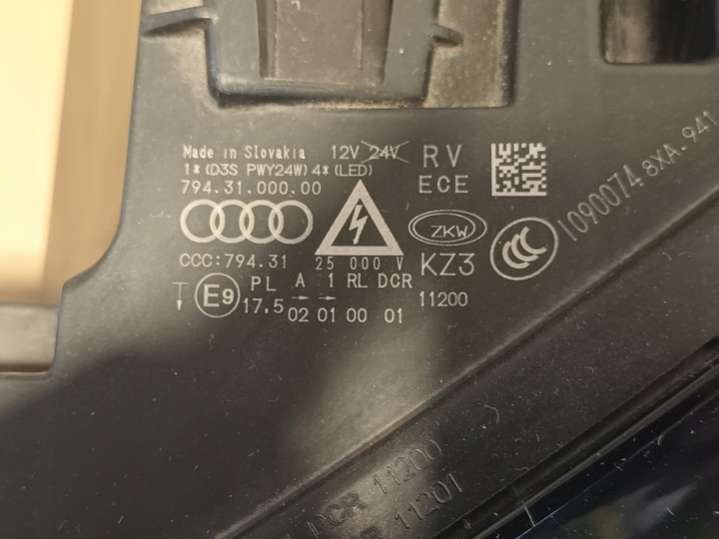 Made in Slovakia 12V 24V RV
1*(D3S PWY24W)4*(LED)
794.31.000.00 ECE
ZKW
1090074 8XA.941
CCC:794.31 25 000 V KZ3
E9 PL A 1 RL DCR
17.5 02 01 00 01 11200
DCR 11200
R 11201